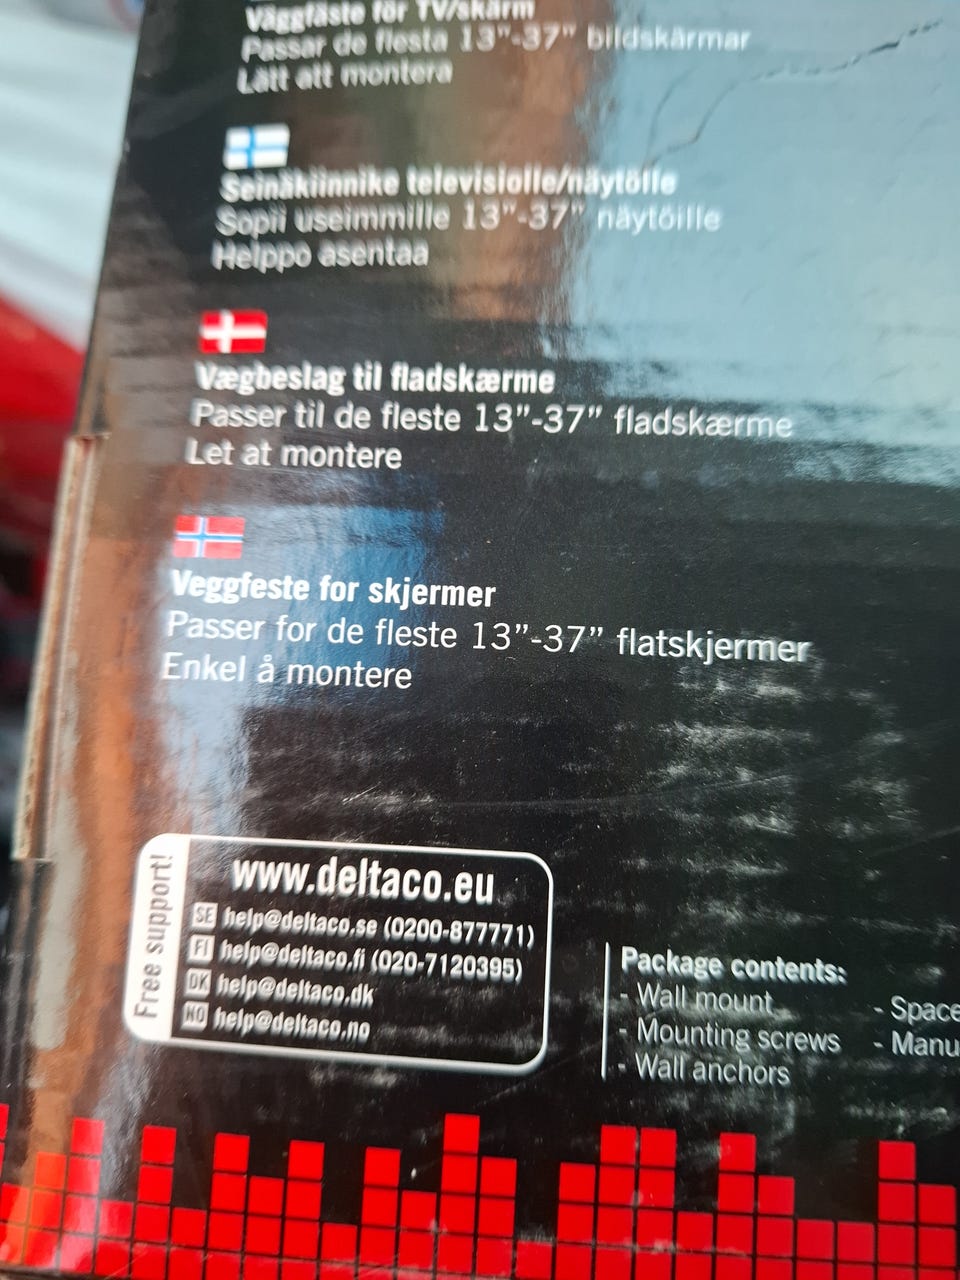 Väggfäste för TV/skärm
Passar de flesta 13”-37” bildskärmar
Lätt att montera
Seinäkiinnike televisiolle/näytölle
Sopii useimmille 13”-37” näytöille
Helppo asentaa
Vægbeslag til fladskærme
Passer til de fleste 13”-37” fladskærme
Let at montere
Veggfeste for skjermer
Passer for de fleste 13”-37” flatskjermer
Enkel å montere
Free support!
www.deltaco.eu
SE help@deltaco.se (0200-877771)
FI help@deltaco.fi (020-7120395)
DK help@deltaco.dk
NO help@deltaco.no
Package contents:
- Wall mount
- Mounting screws
- Wall anchors
- Space
- Manu